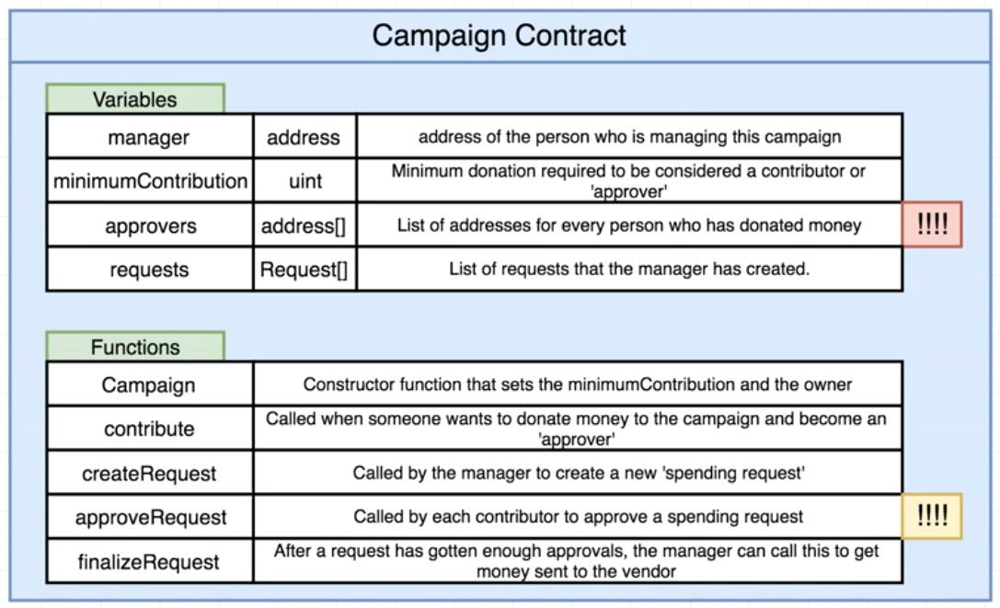 Campaign Contract
Variables
manager address address of the person who is managing this campaign
minimumContribution uint Minimum donation required to be considered a contributor or
'approver'
approvers address[] List of addresses for every person who has donated money !!!!
requests Request[] List of requests that the manager has created.
Functions
Campaign Constructor function that sets the minimumContribution and the owner
contribute Called when someone wants to donate money to the campaign and become an
'approver'
createRequest Called by the manager to create a new 'spending request'
approveRequest Called by each contributor to approve a spending request !!!!
finalizeRequest After a request has gotten enough approvals, the manager can call this to get
money sent to the vendor